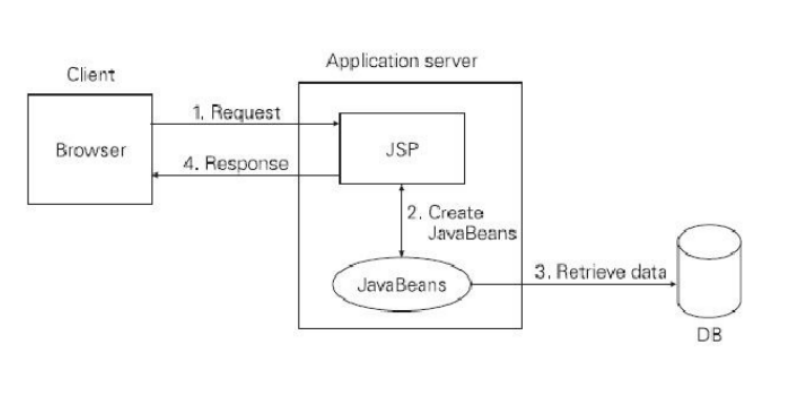 Application server
Client
1. Request
Browser
JSP
4. Response
2. Create
JavaBeans
3. Retrieve data
JavaBeans
DB